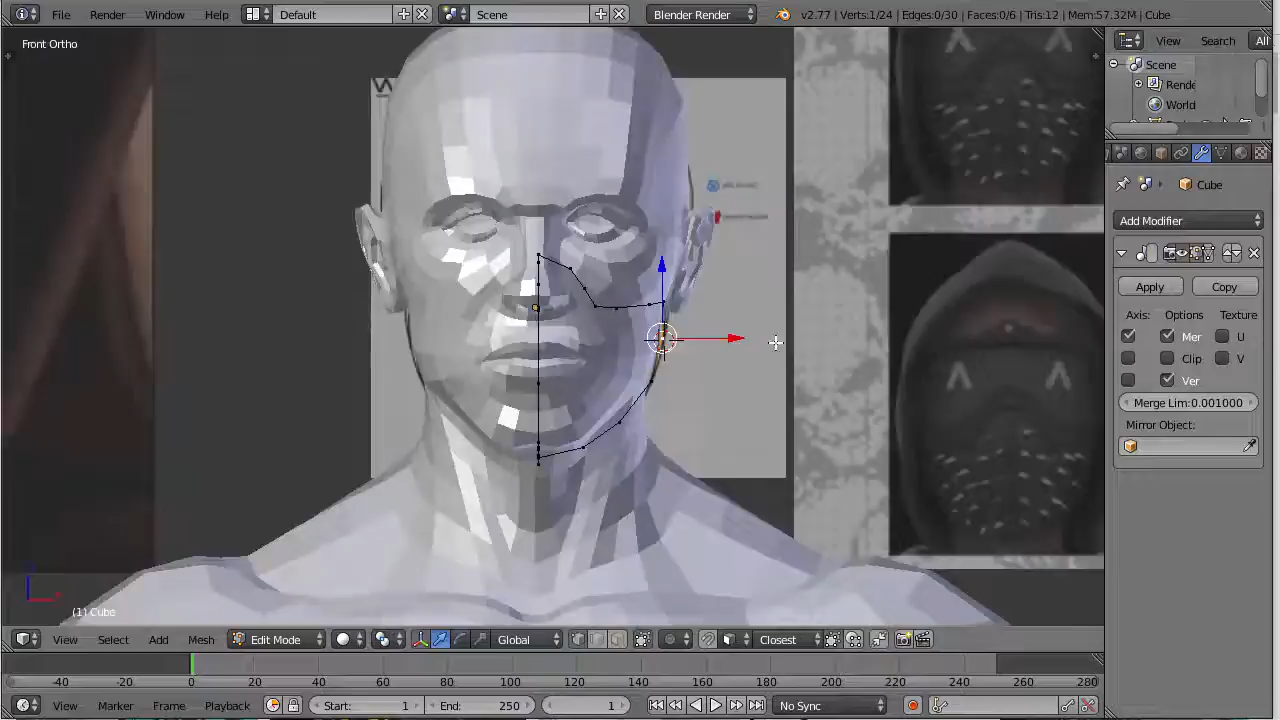 File Render Window Help Default Scene Blender Render v2.77 | Verts:1/24 | Edges:0/30 | Faces:0/6 | Tris:12 | Mem:57.32M | Cube
Front Ortho
View Search All
Scene
Rende
World
Cube
Add Modifier
Apply Copy
Axis: Options Texture
Mer U
Clip V
Ver
Merge Lim:0.001000
Mirror Object:
(1) Cube
View Select Add Mesh Edit Mode Global Closest
-40 -20 0 20 40 60 80 100 120 140 160 180 200 220 240 260 280
View Marker Frame Playback Start: 1 End: 250 1 No Sync